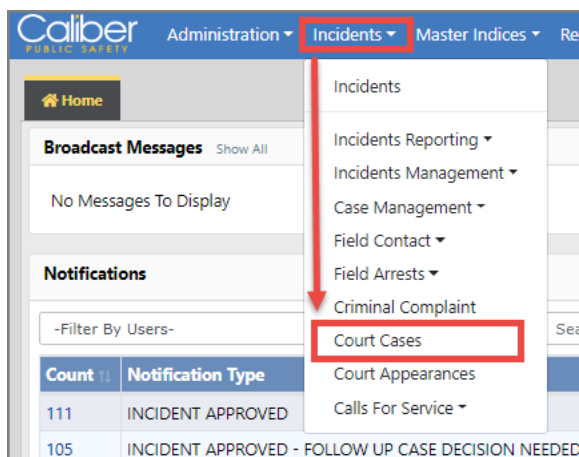 Caliber
PUBLIC SAFETY
Administration Incidents Master Indices Re
Home
Broadcast Messages Show All
No Messages To Display
Notifications
-Filter By Users-
Sea
Count Notification Type
111 INCIDENT APPROVED
105 INCIDENT APPROVED - FOLLOW UP CASE DECISION NEEDED
Incidents
Incidents Reporting
Incidents Management
Case Management
Field Contact
Field Arrests
Criminal Complaint
Court Cases
Court Appearances
Calls For Service